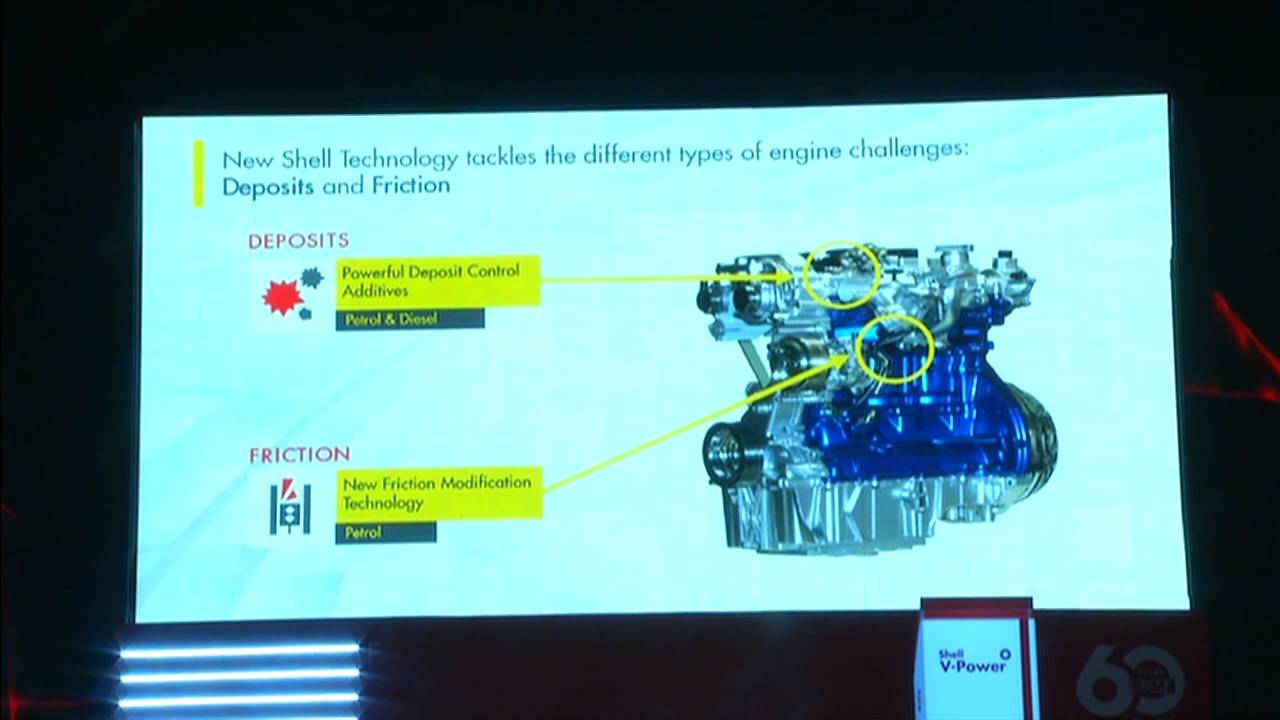 New Shell Technology tackles the different types of engine challenges:
Deposits and Friction
DEPOSITS
Powerful Deposit Control
Additives
Petrol & Diesel
FRICTION
New Friction Modification
Technology
Petrol
Shell
V-Power
60